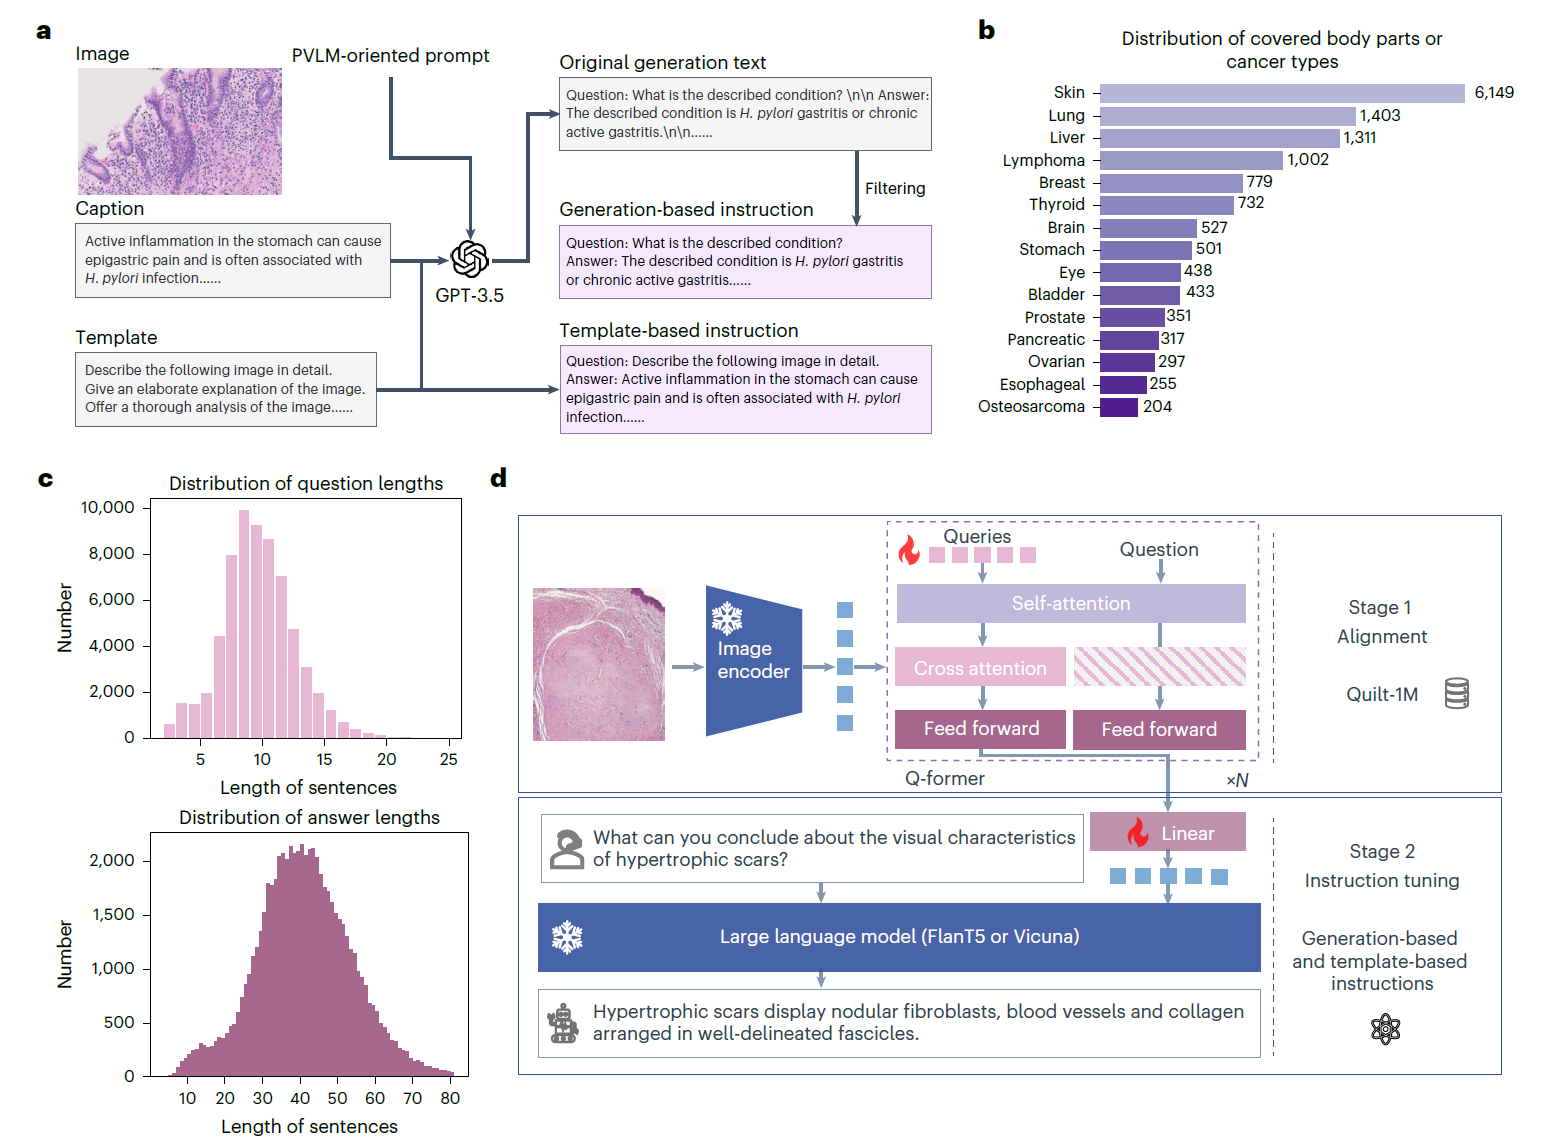 a
Image
PVLM-oriented prompt
Caption
Active inflammation in the stomach can cause
epigastric pain and is often associated with
H. pylori infection......
GPT-3.5
Template
Describe the following image in detail.
Give an elaborate explanation of the image.
Offer a thorough analysis of the image......
Original generation text
Question: What is the described condition? \n\n Answer:
The described condition is H. pylori gastritis or chronic
active gastritis.\n\n......
Filtering
Generation-based instruction
Question: What is the described condition?
Answer: The described condition is H. pylori gastritis
or chronic active gastritis......
Template-based instruction
Question: Describe the following image in detail.
Answer: Active inflammation in the stomach can cause
epigastric pain and is often associated with H. pylori
infection......
b
Distribution of covered body parts or
cancer types
Skin 6,149
Lung 1,403
Liver 1,311
Lymphoma 1,002
Breast 779
Thyroid 732
Brain 527
Stomach 501
Eye 438
Bladder 433
Prostate 351
Pancreatic 317
Ovarian 297
Esophageal 255
Osteosarcoma 204
c
Distribution of question lengths
Number
10,000
8,000
6,000
4,000
2,000
0
5 10 15 20 25
Length of sentences
Distribution of answer lengths
Number
2,000
1,500
1,000
500
0
10 20 30 40 50 60 70 80
Length of sentences
d
Image
encoder
Queries
Question
Self-attention
Cross attention
Feed forward
Feed forward
Q-former
×N
Stage 1
Alignment
Quilt-1M
What can you conclude about the visual characteristics
of hypertrophic scars?
Linear
Large language model (FlanT5 or Vicuna)
Hypertrophic scars display nodular fibroblasts, blood vessels and collagen
arranged in well-delineated fascicles.
Stage 2
Instruction tuning
Generation-based
and template-based
instructions